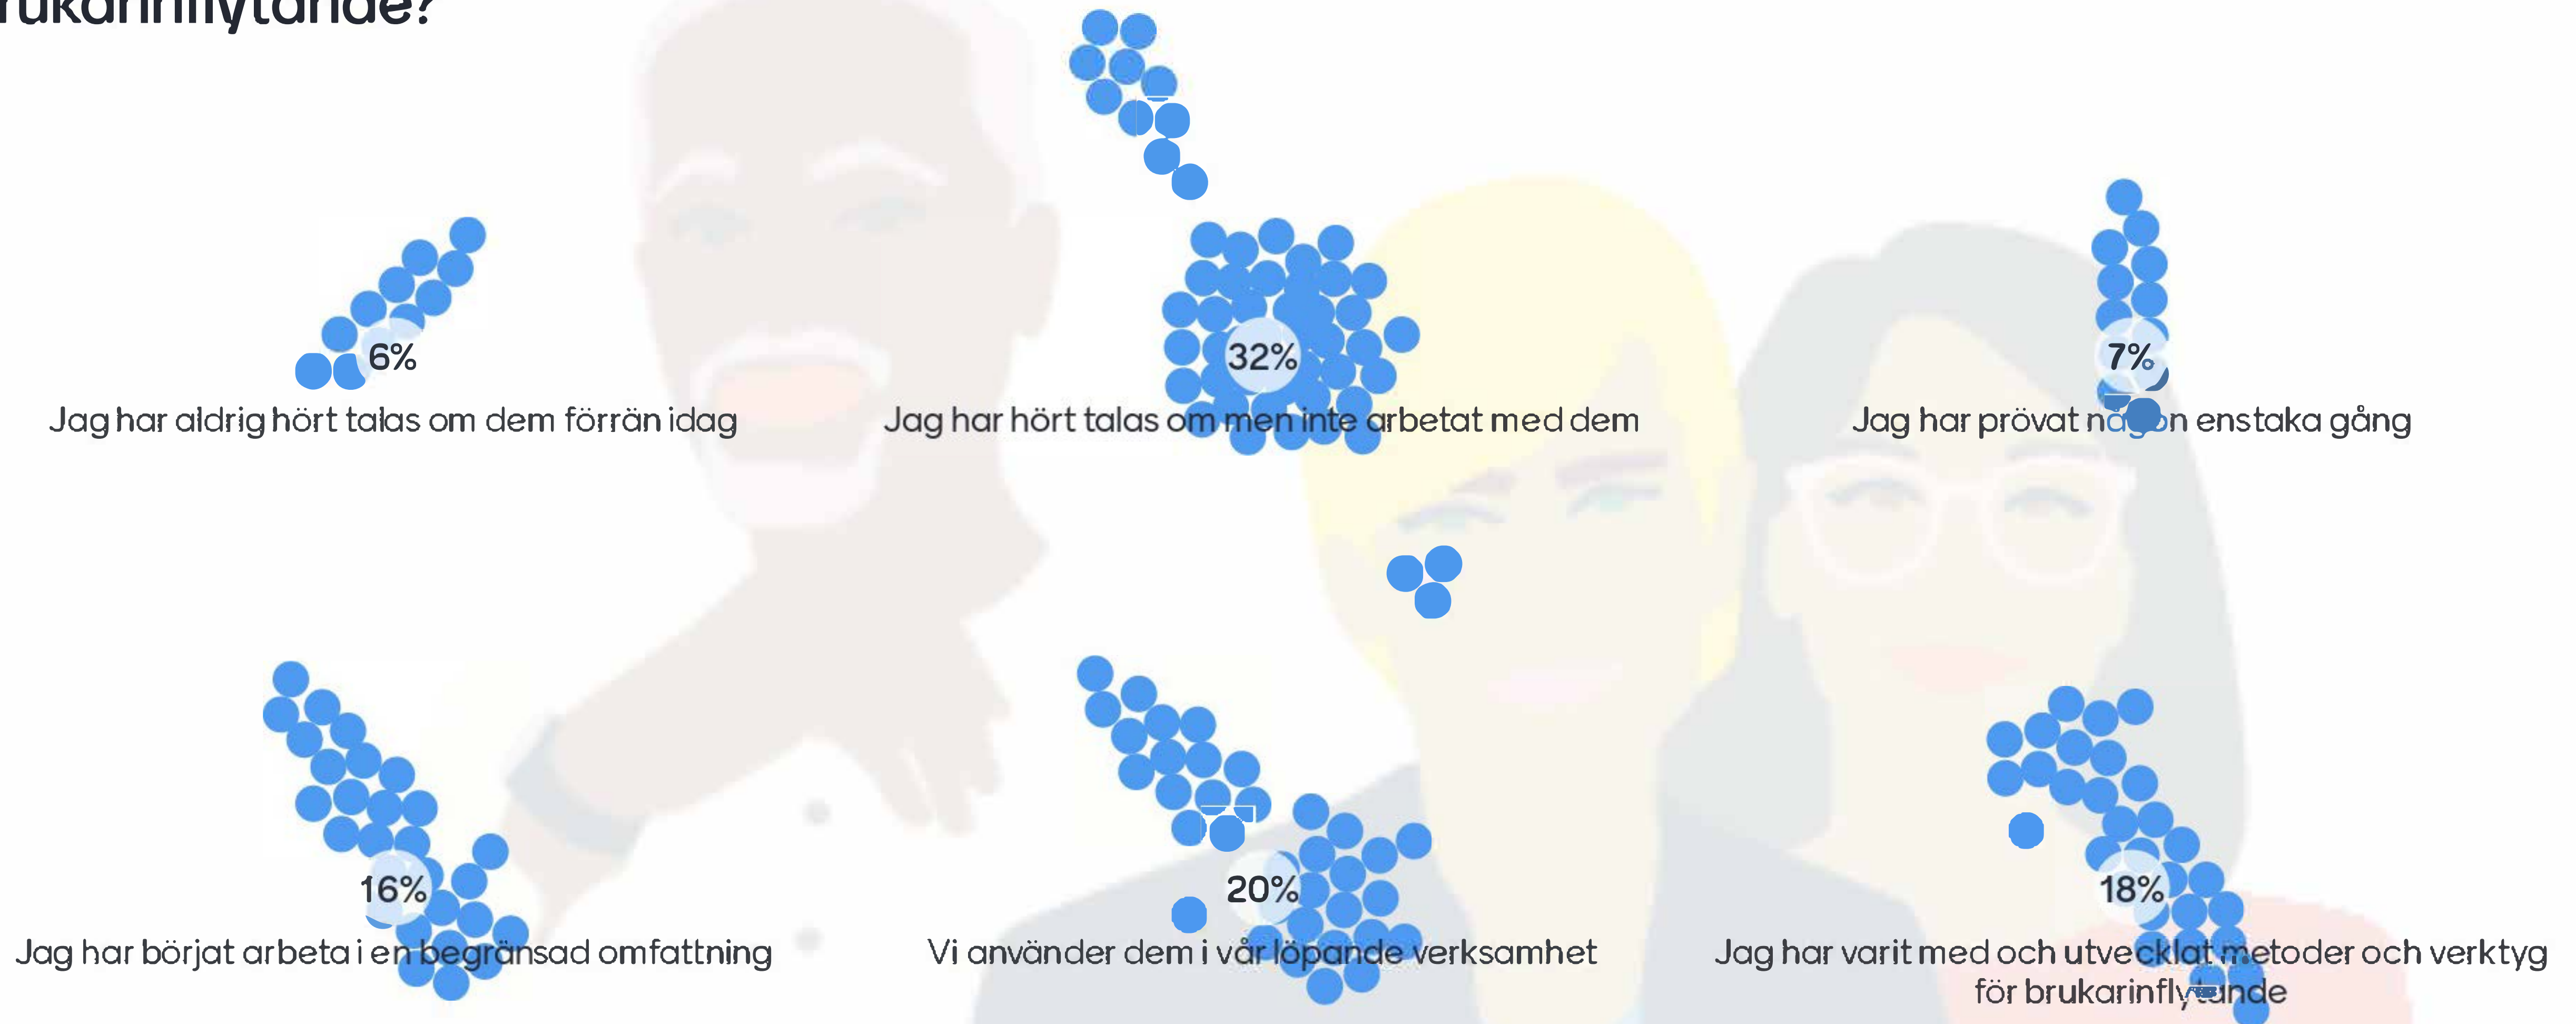 rukarinflytande?
6%
32%
7%
Jag har aldrig hört talas om dem förrän idag
Jag har hört talas om men inte arbetat med dem
Jag har prövat någon enstaka gång
16%
20%
18%
Jag har börjat arbeta i en begränsad omfattning
Vi använder dem i vår löpande verksamhet
Jag har varit med och utvecklat metoder och verktyg
för brukarinflytande